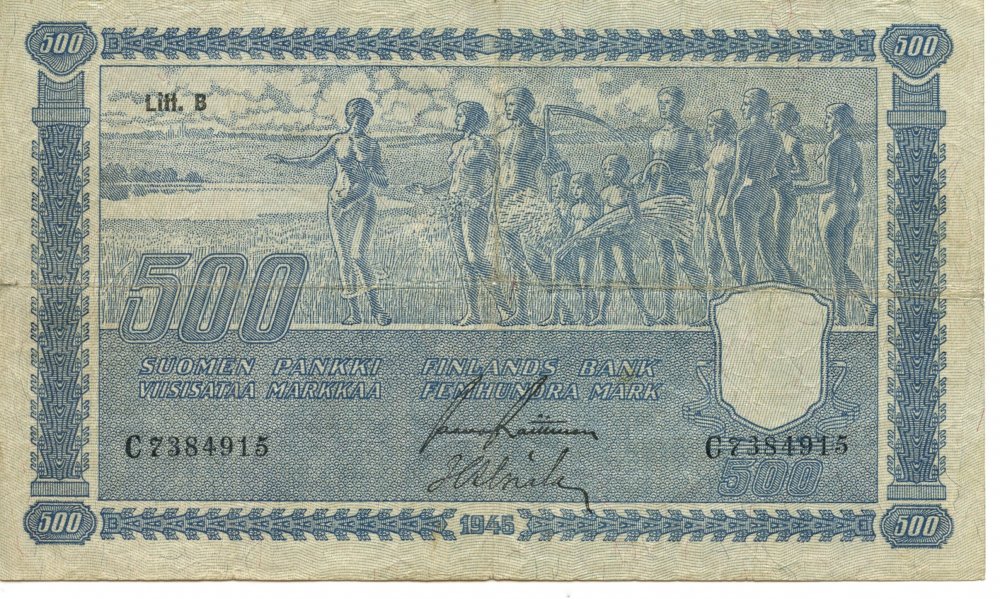 500 500
Litt. B
500
SUOMEN PANKKI FINLANDS BANK
VIISISATAA MARKKAA FEMHUNDRA MARK
C7384915 C7384915
500
500 1945 500